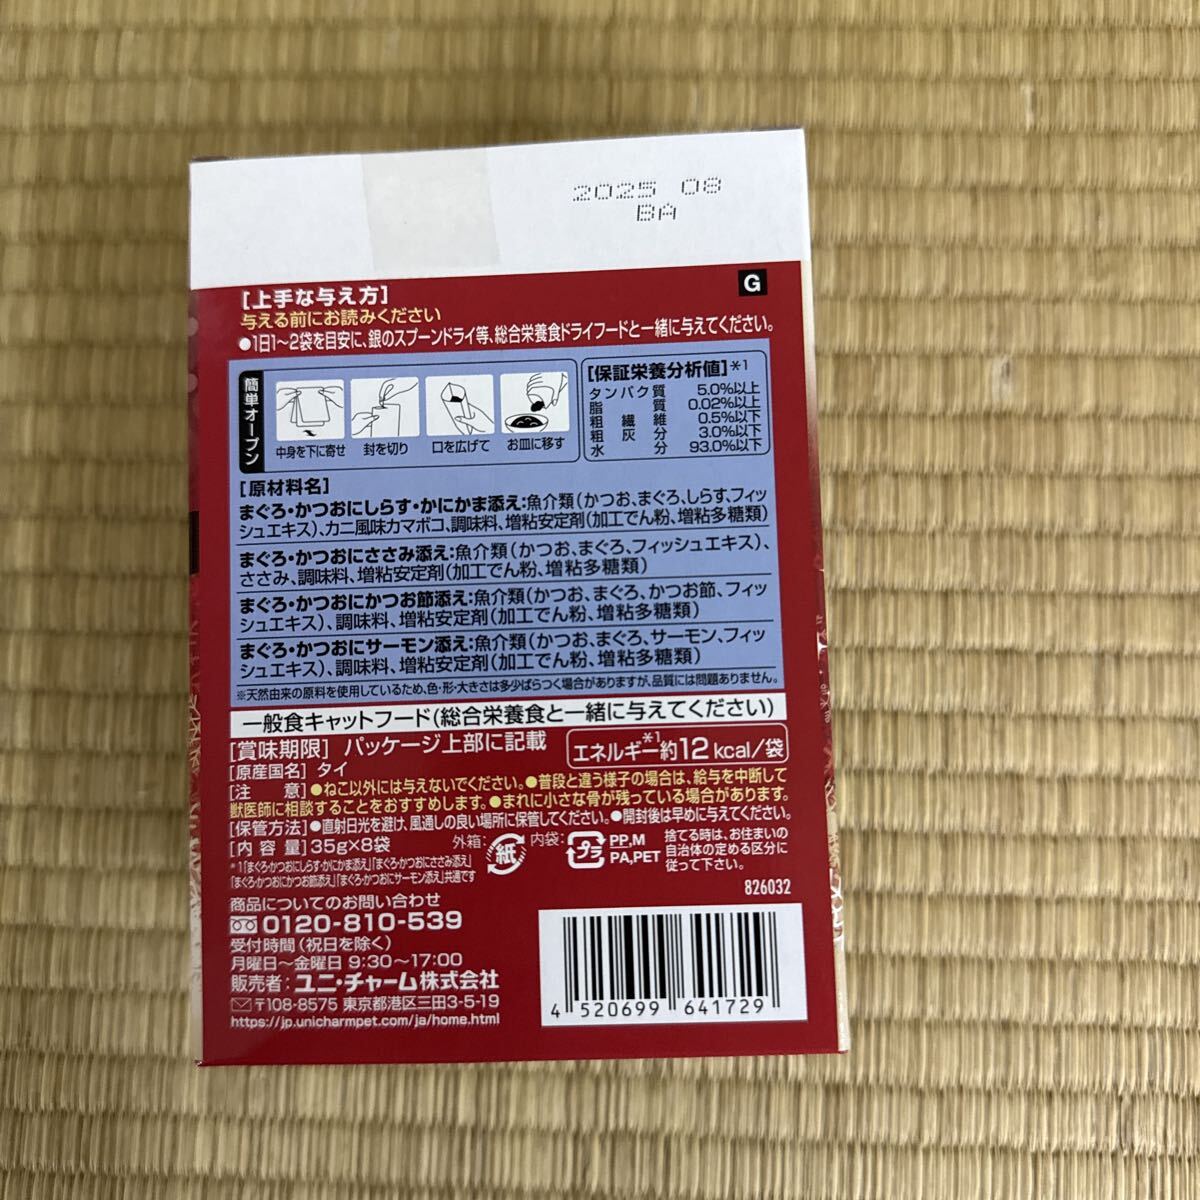 2025 08
BA
G
[上手な与え方]
与える前にお読みください
●1日1~2袋を目安に、銀のスプーンドライ等、総合栄養食ドライフードと一緒に与えてください。
簡単オープン
中身を下に寄せ 封を切り 口を広げて お皿に移す
[保証栄養分析値]*1
タンパク質 5.0%以上
脂質 0.02%以上
粗繊維 0.5%以下
粗灰分 3.0%以下
水分 93.0%以下
[原材料名]
まぐろ・かつおにしらす・かにかま添え:魚介類(かつお、まぐろ、しらす、フィッ
シュエキス)、カニ風味カマボコ、調味料、増粘安定剤(加工でん粉、増粘多糖類)
まぐろ・かつおにささみ添え:魚介類(かつお、まぐろ、フィッシュエキス)、
ささみ、調味料、増粘安定剤(加工でん粉、増粘多糖類)
まぐろ・かつおにかつお節添え:魚介類(かつお、まぐろ、かつお節、フィッ
シュエキス)、調味料、増粘安定剤(加工でん粉、増粘多糖類)
まぐろ・かつおにサーモン添え:魚介類(かつお、まぐろ、サーモン、フィッ
シュエキス)、調味料、増粘安定剤(加工でん粉、増粘多糖類)
※天然由来の原料を使用しているため、色・形・大きさは多少ばらつく場合がありますが、品質には問題ありません。
一般食キャットフード(総合栄養食と一緒に与えてください)
[賞味期限] パッケージ上部に記載
エネルギー*1約12kcal/袋
[原産国名] タイ
[注意] ●ねこ以外には与えないでください。●普段と違う様子の場合は、給与を中断して
獣医師に相談することをおすすめします。●まれに小さな骨が残っている場合があります。
[保管方法] ●直射日光を避け、風通しの良い場所に保管してください。●開封後は早めに与えてください。
[内容量] 35g×8袋
外箱: 紙 内袋: プラ PP,M
PA,PET
捨てる時は、お住まいの
自治体の定める区分に
従って下さい。
*1「まぐろ・かつおにしらす・かにかま添え」「まぐろ・かつおにささみ添え」
「まぐろ・かつおにかつお節添え」「まぐろ・かつおにサーモン添え」共通です
826032
商品についてのお問い合わせ
0120-810-539
受付時間(祝日を除く)
月曜日~金曜日 9:30~17:00
販売者: ユニ・チャーム株式会社
〒108-8575 東京都港区三田3-5-19
https://jp.unicharmpet.com/ja/home.html
4 520699 641729